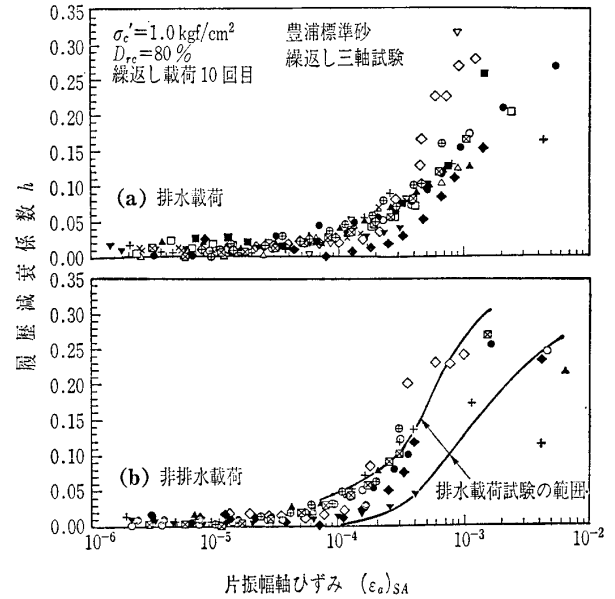 σc'=1.0 kgf/cm² 豊浦標準砂
Drc=80 % 繰返し三軸試験
繰返し載荷 10 回目
0.35
0.30
0.25
0.20
0.15
0.10
0.05
0.00
(a) 排水載荷
履歴減衰係数 h
0.30
0.25
0.20
0.15
0.10
0.05
0.00
(b) 非排水載荷
排水載荷試験の範囲
10⁻⁶ 10⁻⁵ 10⁻⁴ 10⁻³ 10⁻²
片振幅軸ひずみ (εa)SA